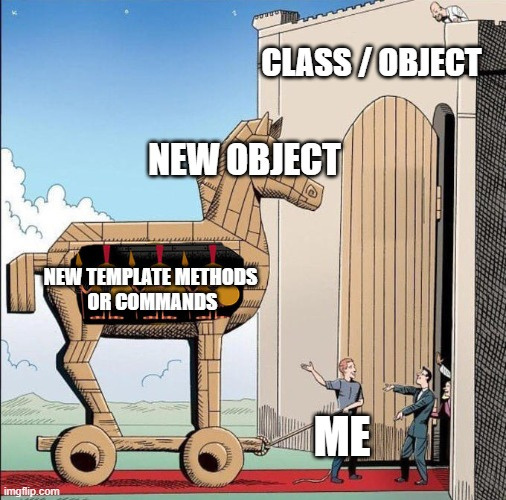 CLASS / OBJECT
NEW OBJECT
NEW TEMPLATE METHODS
OR COMMANDS
ME
imgflip.com